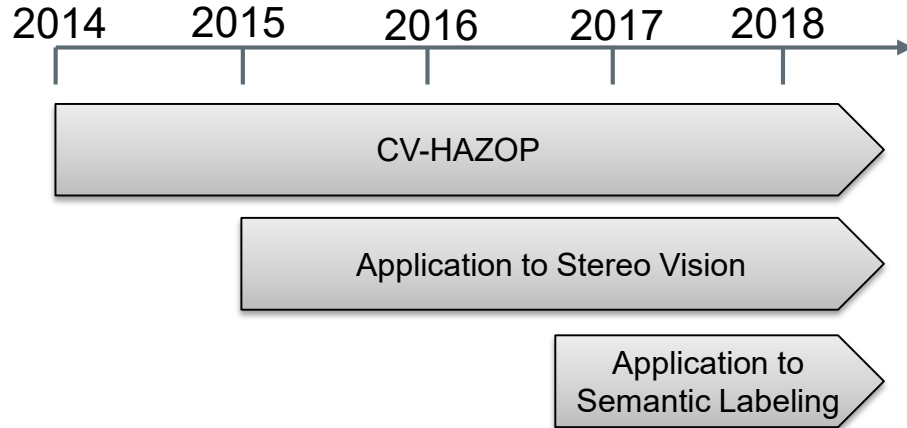 2014 2015 2016 2017 2018
CV-HAZOP
Application to Stereo Vision
Application to
Semantic Labeling